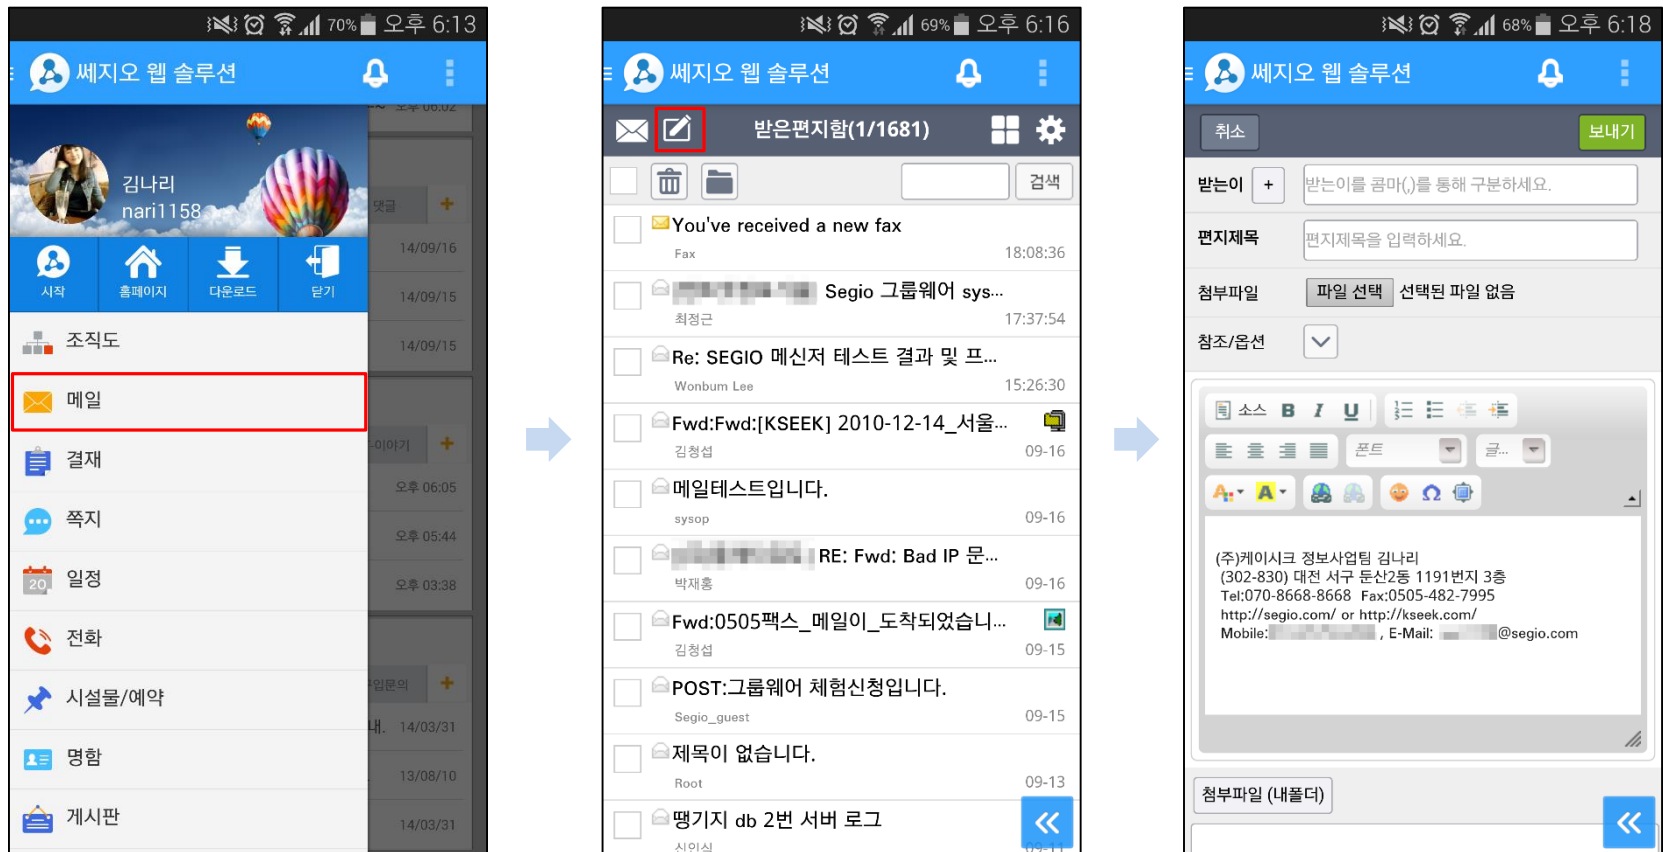 70% 오후 6:13
쎄지오 웹 솔루션
오후 06:02
김나리
nari1158
댓글
14/09/16
시작 홈페이지 다운로드 닫기
14/09/15
조직도
14/09/15
메일
결재
오후 06:05
쪽지
오후 05:44
20 일정
오후 03:38
전화
시설물/예약
14/03/31
명함
13/08/10
게시판
14/03/31
69% 오후 6:16
쎄지오 웹 솔루션
받은편지함(1/1681)
검색
You've received a new fax
Fax 18:08:36
Segio 그룹웨어 sys...
최정근 17:37:54
Re: SEGIO 메신저 테스트 결과 및 프...
Wonbum Lee 15:26:30
Fwd:Fwd:[KSEEK] 2010-12-14_서울...
김청섭 09-16
메일테스트입니다.
sysop 09-16
RE: Fwd: Bad IP 문...
박재홍 09-16
Fwd:0505팩스_메일이_도착되었습니...
김청섭 09-15
POST:그룹웨어 체험신청입니다.
Segio_guest 09-15
제목이 없습니다.
Root 09-13
땡기지 db 2번 서버 로그
신인식 09-11
68% 오후 6:18
쎄지오 웹 솔루션
취소 보내기
받는이 + 받는이를 콤마(,)를 통해 구분하세요.
편지제목 편지제목을 입력하세요.
첨부파일 파일 선택 선택된 파일 없음
참조/옵션
소스 B I U
폰트 글...
A A
(주)케이시크 정보사업팀 김나리
(302-830) 대전 서구 둔산2동 1191번지 3층
Tel:070-8668-8668 Fax:0505-482-7995
http://segio.com/ or http://kseek.com/
Mobile: , E-Mail: @segio.com
첨부파일 (내폴더)